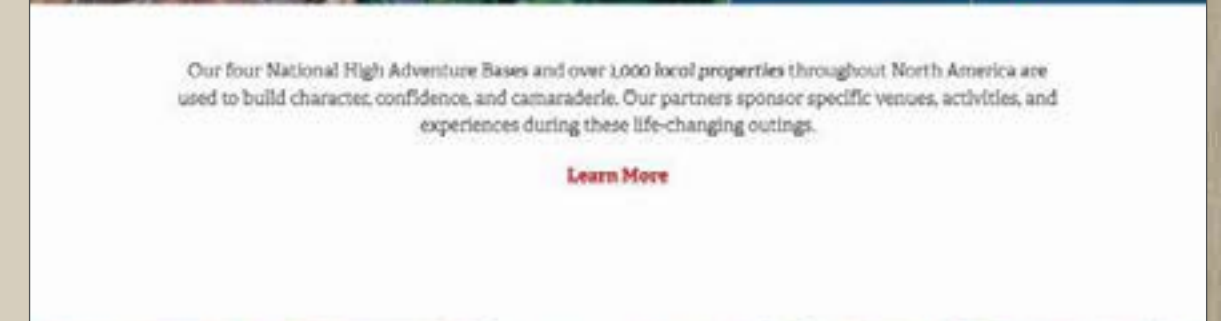 Our four National High Adventure Bases and over 1,000 local properties throughout North America are
used to build character, confidence, and camaraderie. Our partners sponsor specific venues, activities, and
experiences during these life-changing outings.
Learn More